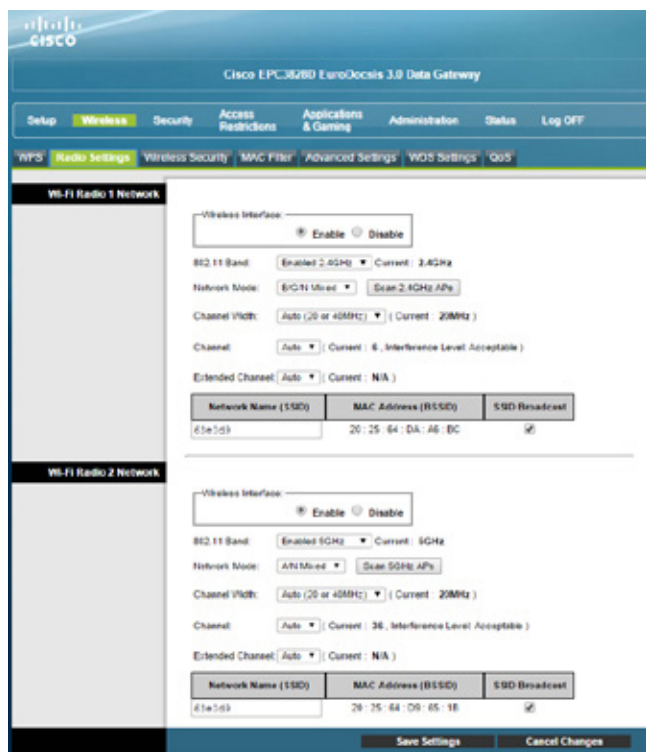 CISCO
Cisco EPC3828D EuroDocsis 3.0 Data Gateway
Setup Wireless Security Access Restrictions Applications & Gaming Administration Status Log OFF
WPS Radio Settings Wireless Security MAC Filter Advanced Settings WDS Settings QoS
Wi-Fi Radio 1 Network
Wireless Interface:
Enable Disable
802.11 Band: Enabled 2.4GHz Current : 2.4GHz
Network Mode: B/G/N Mixed Scan 2.4GHz APs
Channel Width: Auto (20 or 40MHz) ( Current : 20MHz )
Channel: Auto ( Current : 6 , Interference Level: Acceptable )
Extended Channel: Auto ( Current : N/A )
Network Name (SSID) MAC Address (BSSID) SSID Broadcast
20 : 25 : 64 : DA : A6 : BC
Wi-Fi Radio 2 Network
Wireless Interface:
Enable Disable
802.11 Band: Enabled 5GHz Current : 5GHz
Network Mode: A/N Mixed Scan 5GHz APs
Channel Width: Auto (20 or 40MHz) ( Current : 20MHz )
Channel: Auto ( Current : 36 , Interference Level: Acceptable )
Extended Channel: Auto ( Current : N/A )
Network Name (SSID) MAC Address (BSSID) SSID Broadcast
20 : 25 : 64 : D9 : 65 : 1B
Save Settings Cancel Changes